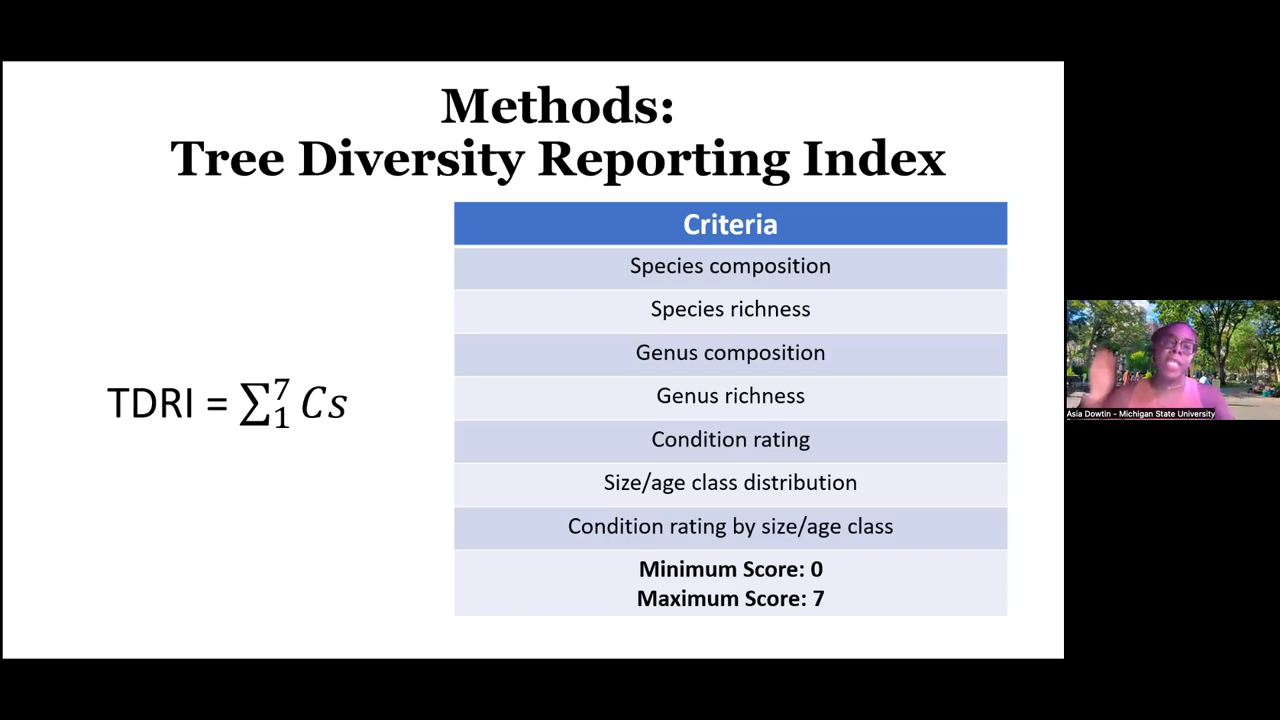 Methods:
Tree Diversity Reporting Index
TDRI = ∑₁⁷ Cs
Criteria
Species composition
Species richness
Genus composition
Genus richness
Condition rating
Size/age class distribution
Condition rating by size/age class
Minimum Score: 0
Maximum Score: 7
Asia Dowtin - Michigan State University